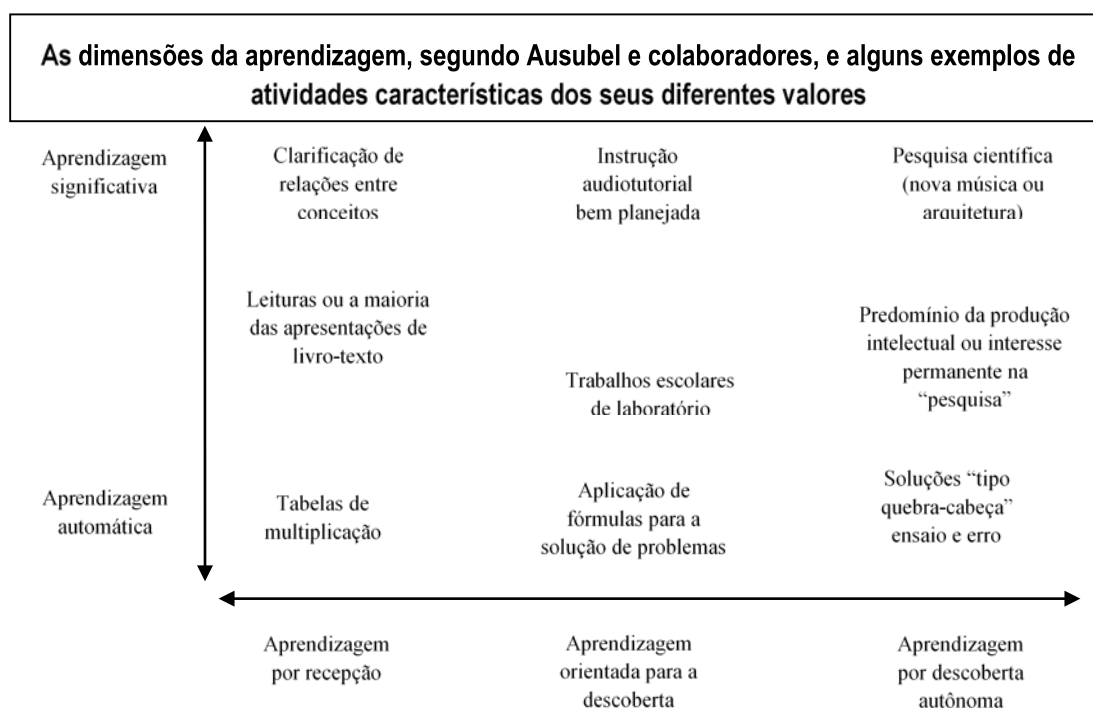 As dimensões da aprendizagem, segundo Ausubel e colaboradores, e alguns exemplos de
atividades características dos seus diferentes valores
Aprendizagem
significativa
Clarificação de
relações entre
conceitos
Instrução
audiotutorial
bem planejada
Pesquisa científica
(nova música ou
arquitetura)
Leituras ou a maioria
das apresentações de
livro-texto
Trabalhos escolares
de laboratório
Predomínio da produção
intelectual ou interesse
permanente na
“pesquisa”
Aprendizagem
automática
Tabelas de
multiplicação
Aplicação de
fórmulas para a
solução de problemas
Soluções “tipo
quebra-cabeça”
ensaio e erro
Aprendizagem
por recepção
Aprendizagem
orientada para a
descoberta
Aprendizagem
por descoberta
autônoma